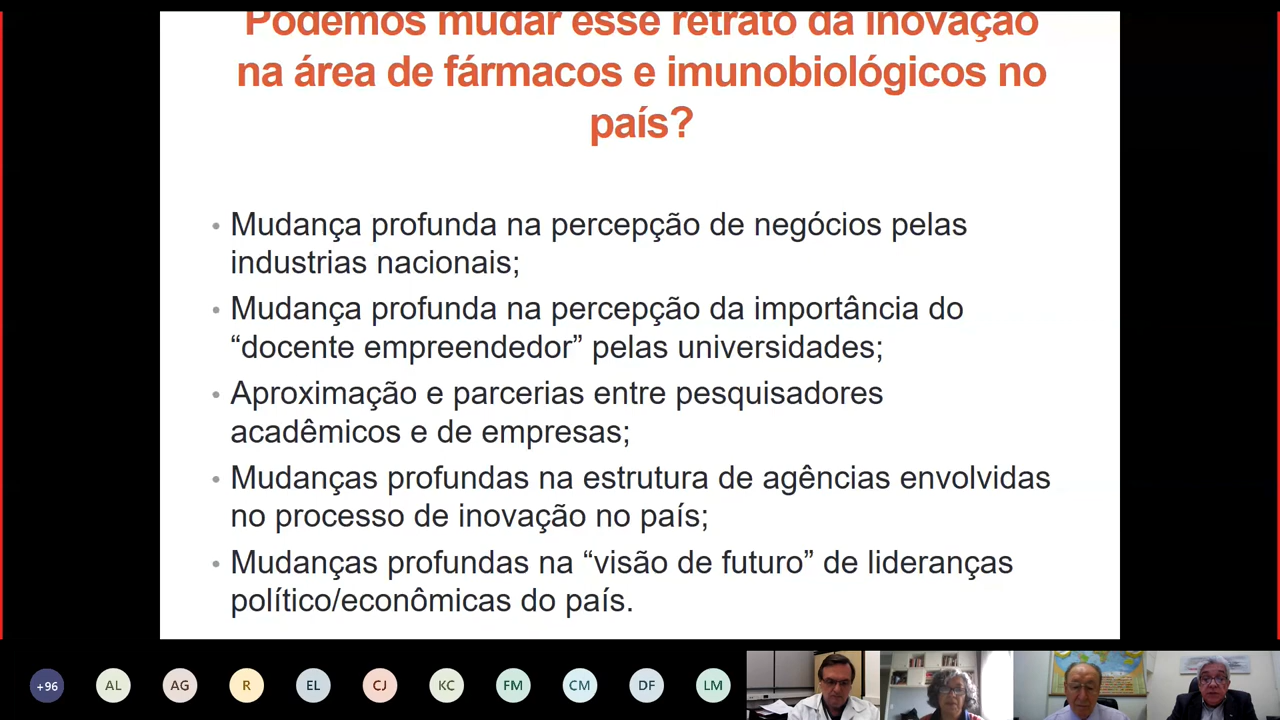 Podemos mudar esse retrato da inovação
na área de fármacos e imunobiológicos no
país?
• Mudança profunda na percepção de negócios pelas
industrias nacionais;
• Mudança profunda na percepção da importância do
“docente empreendedor” pelas universidades;
• Aproximação e parcerias entre pesquisadores
acadêmicos e de empresas;
• Mudanças profundas na estrutura de agências envolvidas
no processo de inovação no país;
• Mudanças profundas na “visão de futuro” de lideranças
político/econômicas do país.
+96 AL AG R EL CJ KC FM CM DF LM